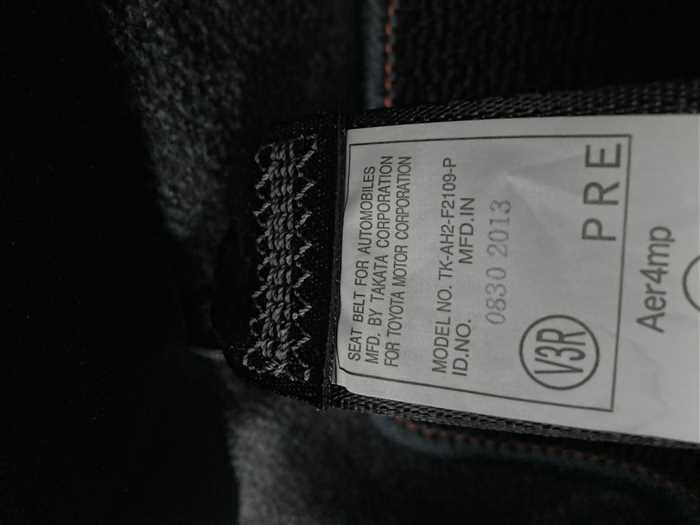 SEAT BELT FOR AUTOMOBILES
MFD. BY TAKATA CORPORATION
FOR TOYOTA MOTOR CORPORATION
MODEL NO. TK-AH2-F2109-P
ID.NO. MFD.IN
0830 2013
V3R PRE
Aer4mp